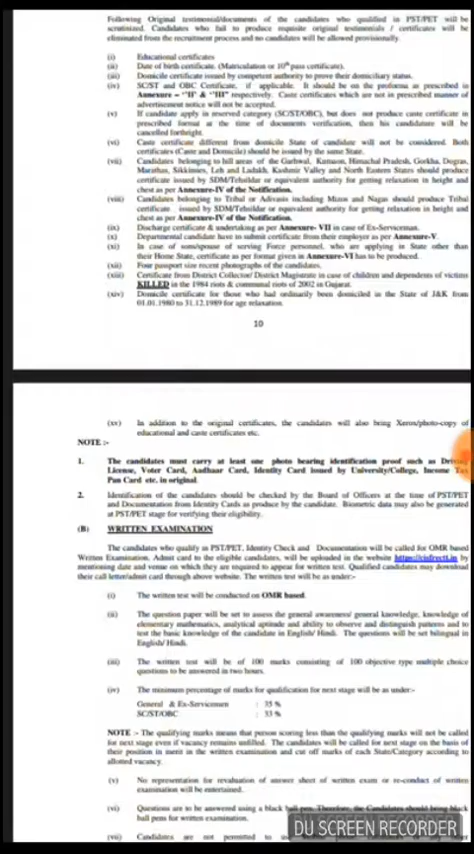 Following Original testimonial/documents of the candidates who qualified in PST/PET will be
scrutinized. Candidates who fail to produce requisite original testimonials / certificates will be
eliminated from the recruitment process and no candidates will be allowed provisionally.
(i) Educational certificates
(ii) Date of birth certificate. (Matriculation or 10th pass certificate).
(iii) Domicile certificate issued by competent authority to prove their domiciliary status.
(iv) SC/ST and OBC Certificate, if applicable. It should be on the proforma as prescribed in
Annexure – "II" & "III" respectively. Caste certificates which are not in prescribed manner of
advertisement notice will not be accepted.
(v) If candidate apply in reserved category (SC/ST/OBC), but does not produce caste certificate in
prescribed format at the time of documents verification, then his candidature will be
cancelled forthright.
(vi) Caste certificate different from domicile State of candidate will not be considered. Both
certificates (Caste and Domicile) should be issued by the same State.
(vii) Candidates belonging to hill areas of the Garhwal, Kumaon, Himachal Pradesh, Gorkha, Dogras,
Marathas, Sikkimies, Leh and Ladakh, Kashmir Valley and North Eastern States should produce
certificate issued by SDM/Tehsildar or equivalent authority for getting relaxation in height and
chest as per Annexure-IV of the Notification.
(viii) Candidates belonging to Tribal or Adivasis including Mizos and Nagas should produce Tribal
certificate issued by SDM/Tehsildar or equivalent authority for getting relaxation in height and
chest as per Annexure-IV of the Notification.
(ix) Discharge certificate & undertaking as per Annexure- VII in case of Ex-Serviceman.
(x) Departmental candidate have to submit certificate from their employer as per Annexure-V.
(xi) In case of sons/spouse of serving Force personnel, who are applying in State other than
their Home State, certificate as per format given in Annexure-VI has to be produced.
(xii) Four passport size recent photographs of the candidates.
(xiii) Certificate from District Collector/ District Magistrate in case of children and dependents of victims
KILLED in the 1984 riots & communal riots of 2002 in Gujarat.
(xiv) Domicile certificate for those who had ordinarily been domiciled in the State of J&K from
01.01.1980 to 31.12.1989 for age relaxation.
10
(xv) In addition to the original certificates, the candidates will also bring Xerox/photo-copy of
educational and caste certificates etc.
NOTE :-
1. The candidates must carry at least one photo bearing identification proof such as Driving
License, Voter Card, Aadhaar Card, Identity Card issued by University/College, Income Tax
Pan Card etc. in original.
2. Identification of the candidates should be checked by the Board of Officers at the time of PST/PET
and Documentation from Identity Cards as produce by the candidate. Biometric data may also be generated
at PST/PET stage for verifying their eligibility.
(B) WRITTEN EXAMINATION
The candidates who qualify in PST/PET, Identity Check and Documentation will be called for OMR based
Written Examination. Admit card to the eligible candidates, will be uploaded in the website https://cisfrectt.in by
mentioning date and venue on which they are required to appear for written test. Qualified candidates may download
their call letter/admit card through above website. The written test will be as under:-
(i) The written test will be conducted on OMR based.
(ii) The question paper will be set to assess the general awareness/ general knowledge, knowledge of
elementary mathematics, analytical aptitude and ability to observe and distinguish patterns and to
test the basic knowledge of the candidate in English/ Hindi. The questions will be set bilingual in
English/ Hindi.
(iii) The written test will be of 100 marks consisting of 100 objective type multiple choice
questions to be answered in two hours.
(iv) The minimum percentage of marks for qualification for next stage will be as under:-
General & Ex-Servicemen : 35 %
SC/ST/OBC : 33 %
NOTE :- The qualifying marks means that person scoring less than the qualifying marks will not be called
for next stage even if vacancy remains unfilled. The candidates will be called for next stage on the basis of
their position in merit in the written examination and cut off marks of each State/Category according to
allotted vacancy.
(v) No representation for revaluation of answer sheet of written exam or re-conduct of written
examination will be entertained.
(vi) Questions are to be answered using a black ball pen. Therefore, the Candidates should bring black
ball pens for written examination.
DU SCREEN RECORDER
(vii) Candidates are not permitted to